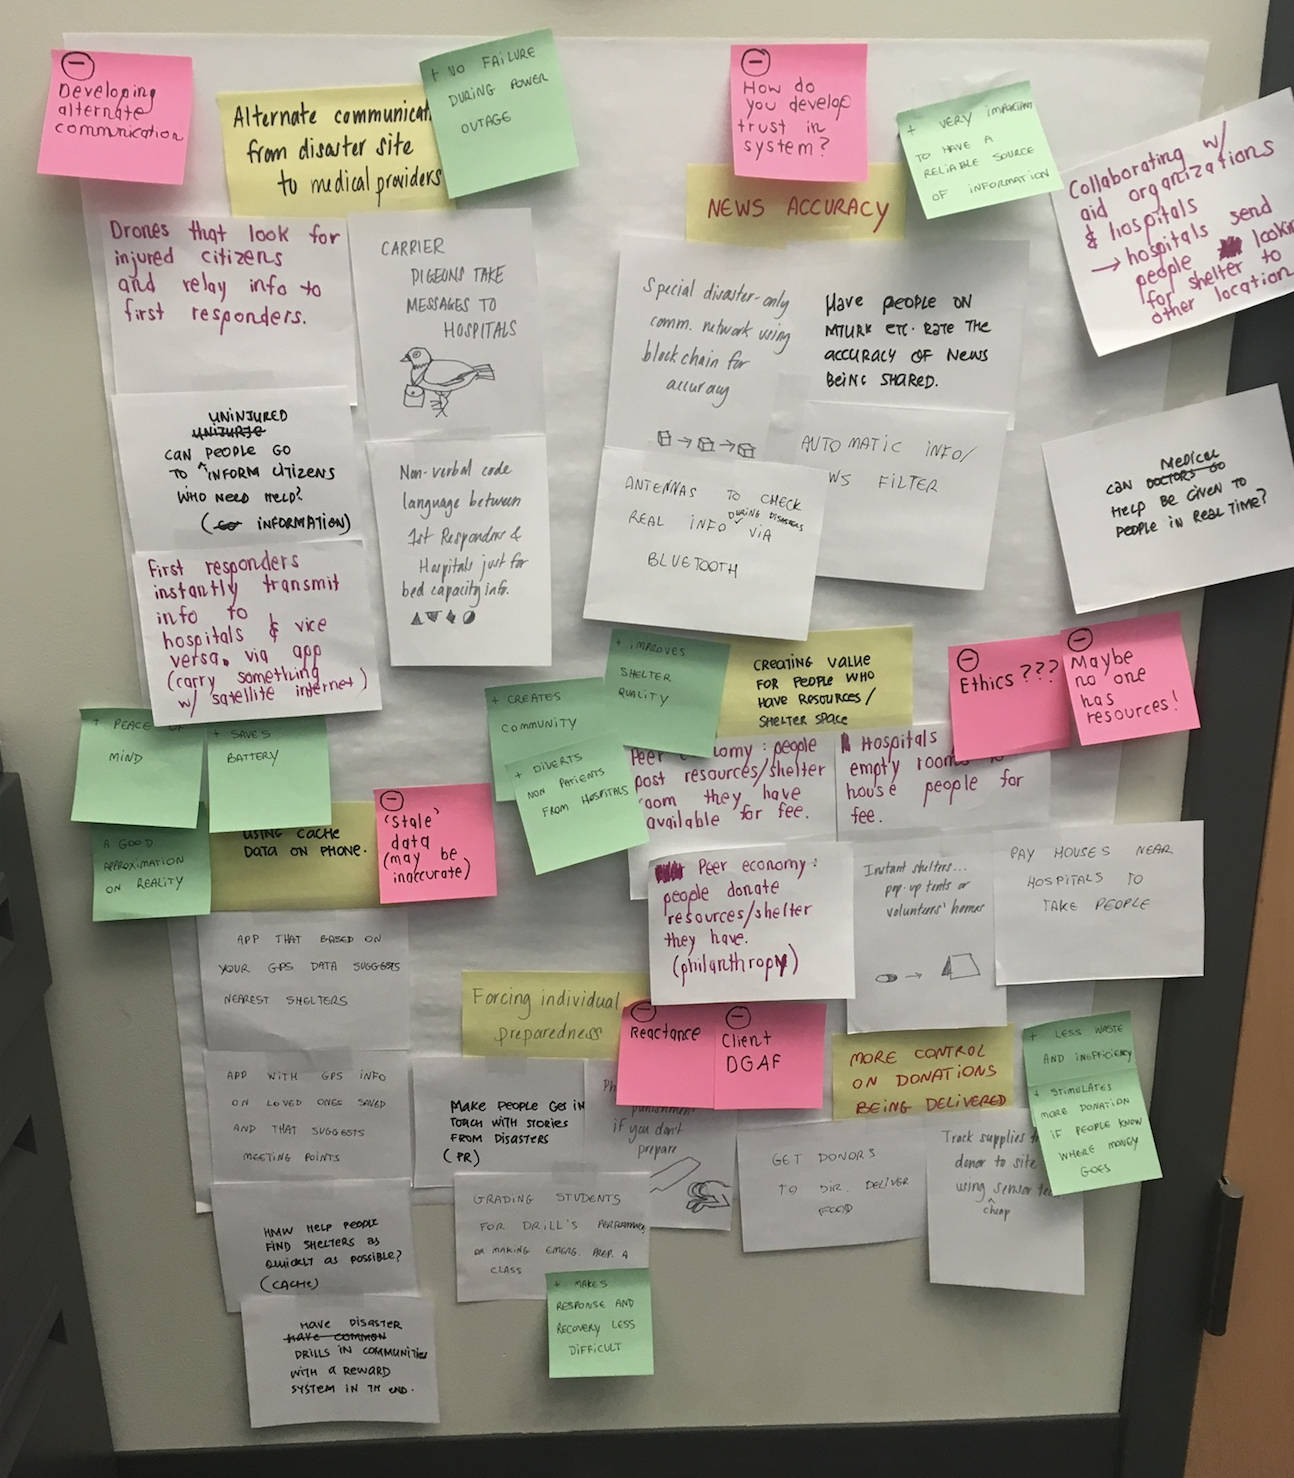 Developing
alternate
communication
Alternate communicat
from disaster site
to medical providers
+ NO FAILURE
DURING POWER
OUTAGE
Drones that look for
injured citizens
and relay info to
first responders.
CARRIER
PIGEONS TAKE
MESSAGES TO
HOSPITALS
UNINJURED
CAN PEOPLE GO
TO ^INFORM CITIZENS
WHO NEED HELP?
(INFORMATION)
Non-verbal code
language between
1st Responders &
Hospitals just for
bed capacity info.
First responders
instantly transmit
info to
hospitals & vice
versa. via app
(carry something
w/ satellite internet)
How do
you develop
trust in
system?
+ VERY IMPORTANT
TO HAVE A
RELIABLE SOURCE
OF INFORMATION
NEWS ACCURACY
Special disaster-only
comm. network using
blockchain for
accuracy
HAVE PEOPLE ON
MTURK ETC. RATE THE
ACCURACY OF NEWS
BEING SHARED.
ANTENNAS TO CHECK
DURING DISASTERS
REAL INFO VIA
BLUETOOTH
AUTOMATIC INFO/
WS FILTER
Collaborating w/
aid organizations
& hospitals
→ hospitals send
people lookin
for shelter to
other location
MEDICAL
CAN DOCTORS GO
HELP BE GIVEN TO
PEOPLE IN REAL TIME?
+ PEACE OF
MIND
+ SAVES
BATTERY
A GOOD
APPROXIMATION
ON REALITY
USING CACHE
DATA ON PHONE.
'Stale'
data
(may be
inaccurate)
APP THAT BASED ON
YOUR GPS DATA SUGGESTS
NEAREST SHELTERS
APP WITH GPS INFO
ON LOVED ONES SAVED
AND THAT SUGGESTS
MEETING POINTS
HMW HELP PEOPLE
FIND SHELTERS AS
QUICKLY AS POSSIBLE?
(CACHE)
HAVE DISASTER
HAVE COMMON
DRILLS IN COMMUNITIES
WITH A REWARD
SYSTEM IN TH END.
+ CREATES
COMMUNITY
+ IMPROVES
SHELTER
QUALITY
+ DIVERTS
NON PATIENTS
FROM HOSPITALS
CREATING VALUE
FOR PEOPLE WHO
HAVE RESOURCES/
SHELTER SPACE
Ethics???
Maybe
no one
has
resources!
Peer omy: people
post resources/shelter
room they have
available for fee.
Hospitals
empty room
house people for
fee.
Peer economy:
people donate
resources/shelter
they have.
(philanthropy)
Instant shelters...
pop-up tents or
volunteers' homes
PAY HOUSES NEAR
HOSPITALS TO
TAKE PEOPLE
Forcing individual
preparedness
Reactance
Client
DGAF
MAKE PEOPLE GET IN
TOUCH WITH STORIES
FROM DISASTERS
(PR)
Ph
punishment
if you don't
prepare
GRADING STUDENTS
FOR DRILL'S PERFORMANC
OR MAKING EMERG. PREP. A
CLASS
+ MAKES
RESPONSE AND
RECOVERY LESS
DIFFICULT
MORE CONTROL
ON DONATIONS
BEING DELIVERED
+ LESS WASTE
AND INEFFICIENCY
+ STIMULATES
MORE DONATION
IF PEOPLE KNOW
WHERE MONEY
GOES
GET DONORS
TO DIR. DELIVER
FOOD
Track supplies
donor to site
using sensor te
^cheap